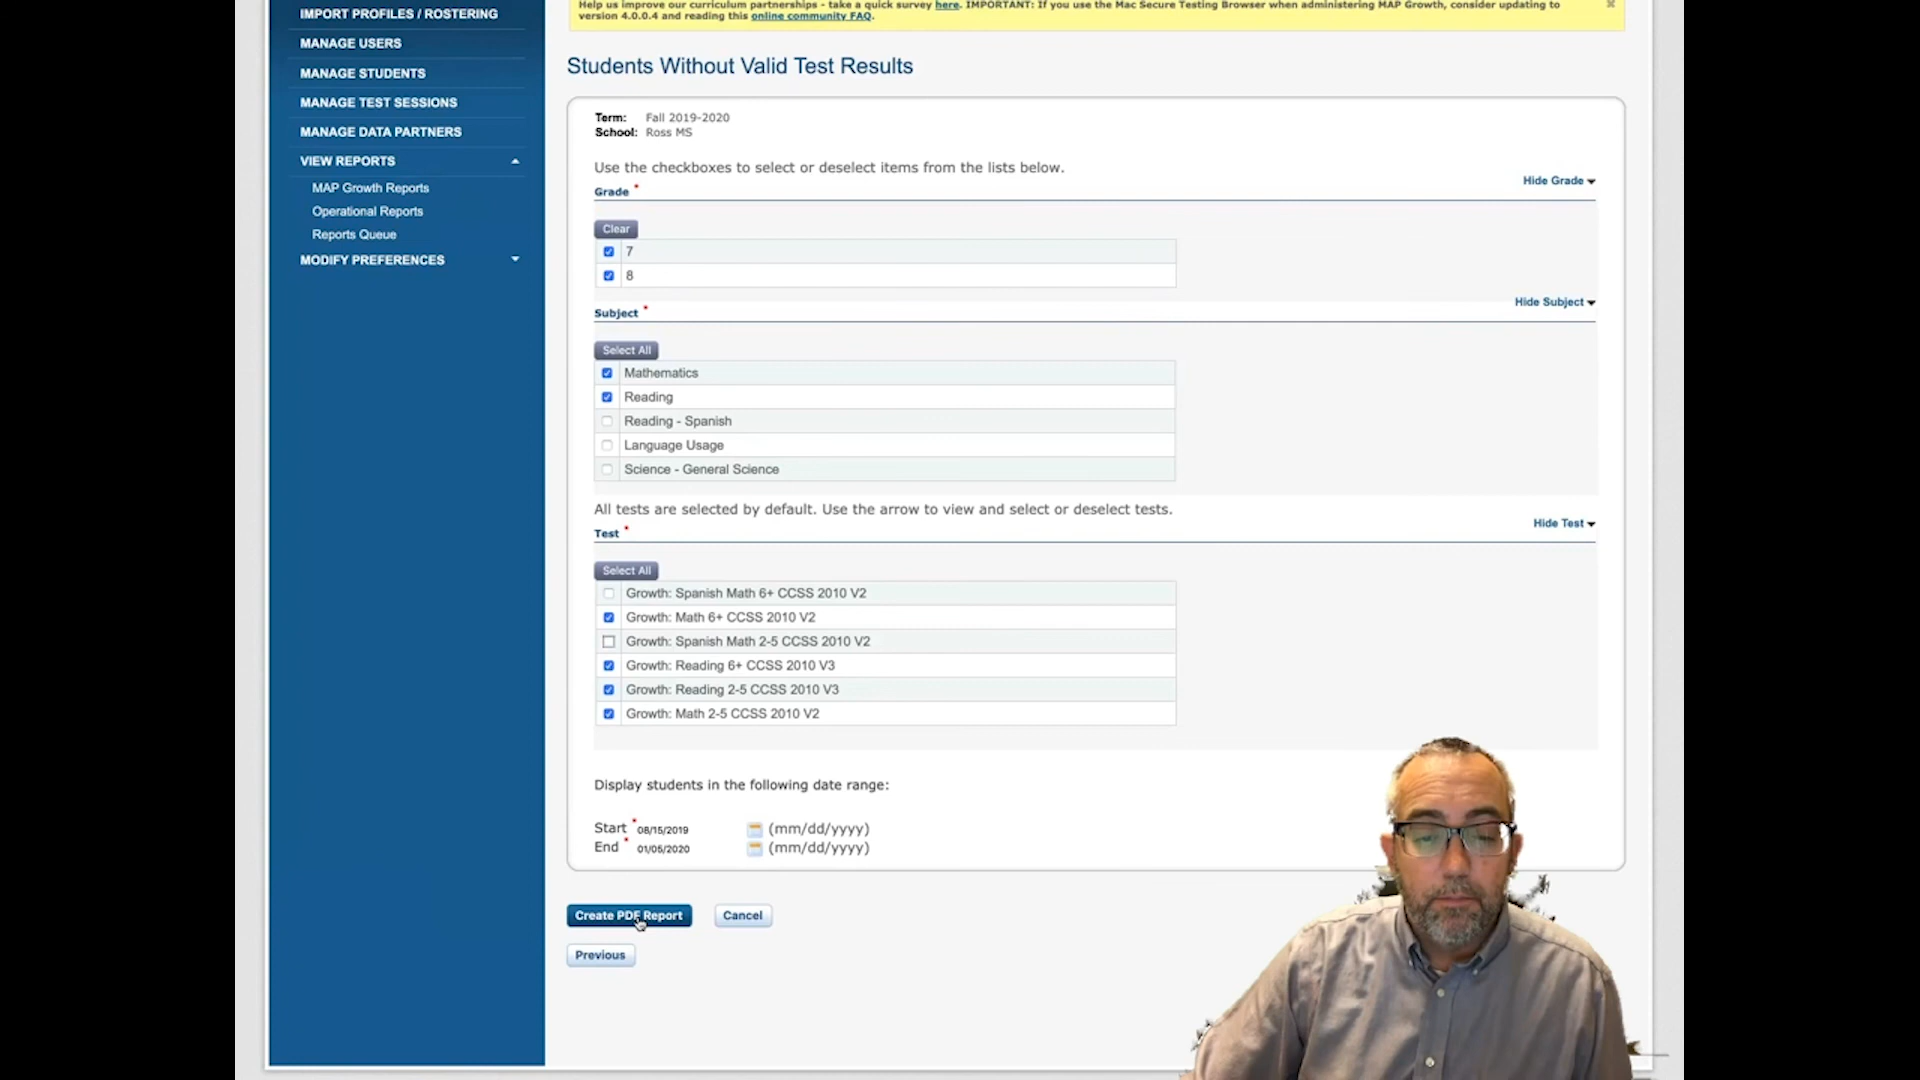 IMPORT PROFILES / ROSTERING
MANAGE USERS
MANAGE STUDENTS
MANAGE TEST SESSIONS
MANAGE DATA PARTNERS
VIEW REPORTS
MAP Growth Reports
Operational Reports
Reports Queue
MODIFY PREFERENCES
Help us improve our curriculum partnerships - take a quick survey here. IMPORTANT: If you use the Mac Secure Testing Browser when administering MAP Growth, consider updating to
version 4.0.0.4 and reading this online community FAQ.
Students Without Valid Test Results
Term: Fall 2019-2020
School: Ross MS
Use the checkboxes to select or deselect items from the lists below.
Hide Grade
Grade *
Clear
7
8
Hide Subject
Subject *
Select All
Mathematics
Reading
Reading - Spanish
Language Usage
Science - General Science
All tests are selected by default. Use the arrow to view and select or deselect tests.
Hide Test
Test *
Select All
Growth: Spanish Math 6+ CCSS 2010 V2
Growth: Math 6+ CCSS 2010 V2
Growth: Spanish Math 2-5 CCSS 2010 V2
Growth: Reading 6+ CCSS 2010 V3
Growth: Reading 2-5 CCSS 2010 V3
Growth: Math 2-5 CCSS 2010 V2
Display students in the following date range:
Start * 08/15/2019 (mm/dd/yyyy)
End * 01/05/2020 (mm/dd/yyyy)
Create PDF Report Cancel
Previous